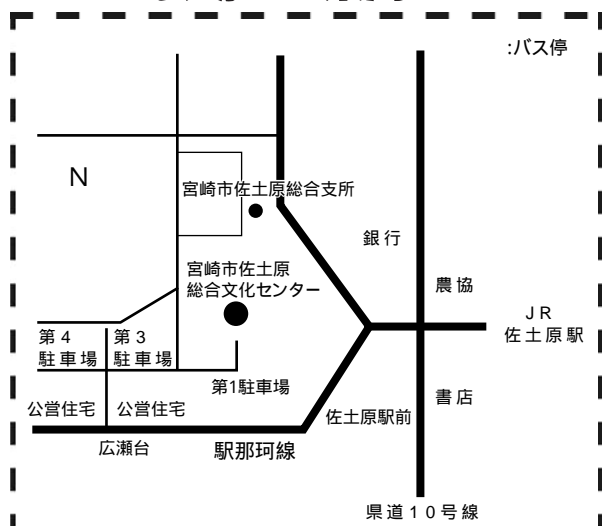 :バス停
N
宮崎市佐土原総合支所
銀行
宮崎市佐土原
総合文化センター
農協
JR
佐土原駅
第4
駐車場
第3
駐車場
第1駐車場
書店
公営住宅
公営住宅
佐土原駅前
広瀬台
駅那珂線
県道10号線